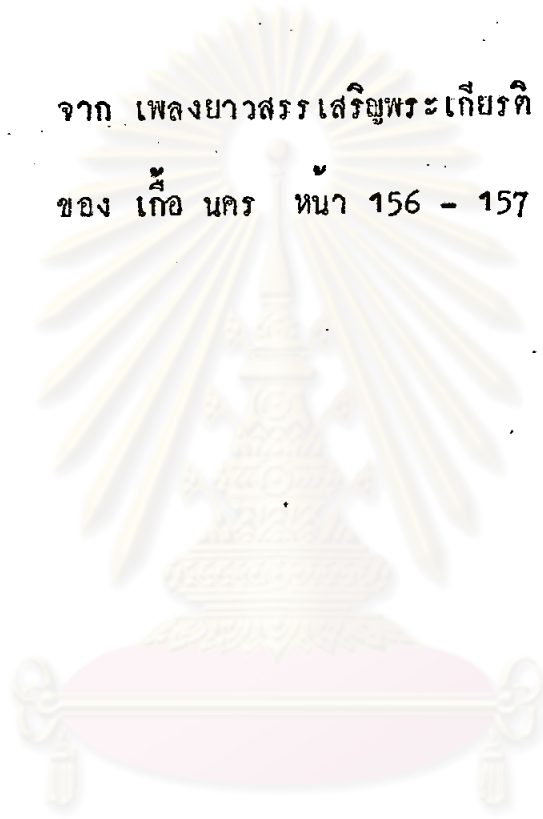 จาก เพลงยาวสรรเสริญพระเกียรติ
ของ เกื้อ นคร หน้า 156 - 157